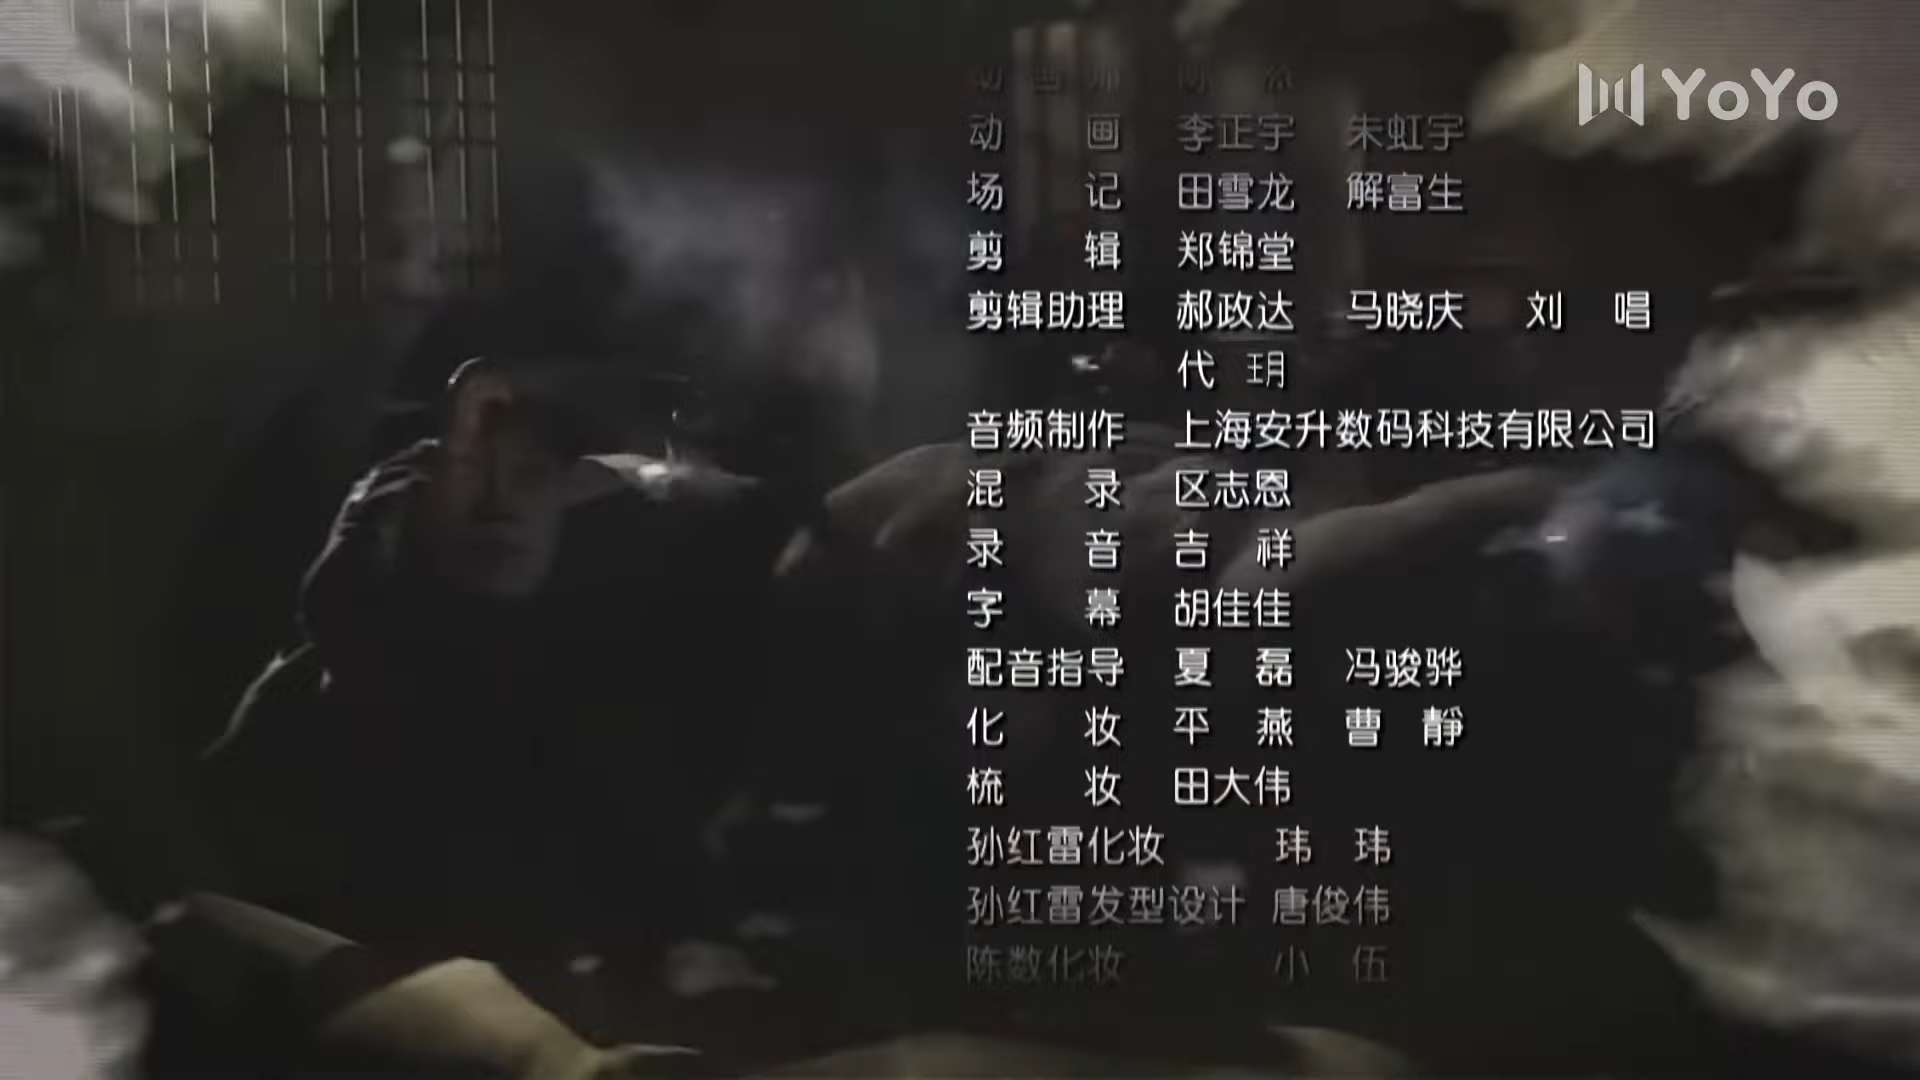 YoYo
动画 李正宇 朱虹宇
场记 田雪龙 解富生
剪辑 郑锦堂
剪辑助理 郝政达 马晓庆 刘唱
代玥
音频制作 上海安升数码科技有限公司
混录 区志恩
录音 吉祥
字幕 胡佳佳
配音指导 夏磊 冯骏骅
化妆 平燕 曹静
梳妆 田大伟
孙红雷化妆 玮玮
孙红雷发型设计 唐俊伟
陈数化妆 小伍